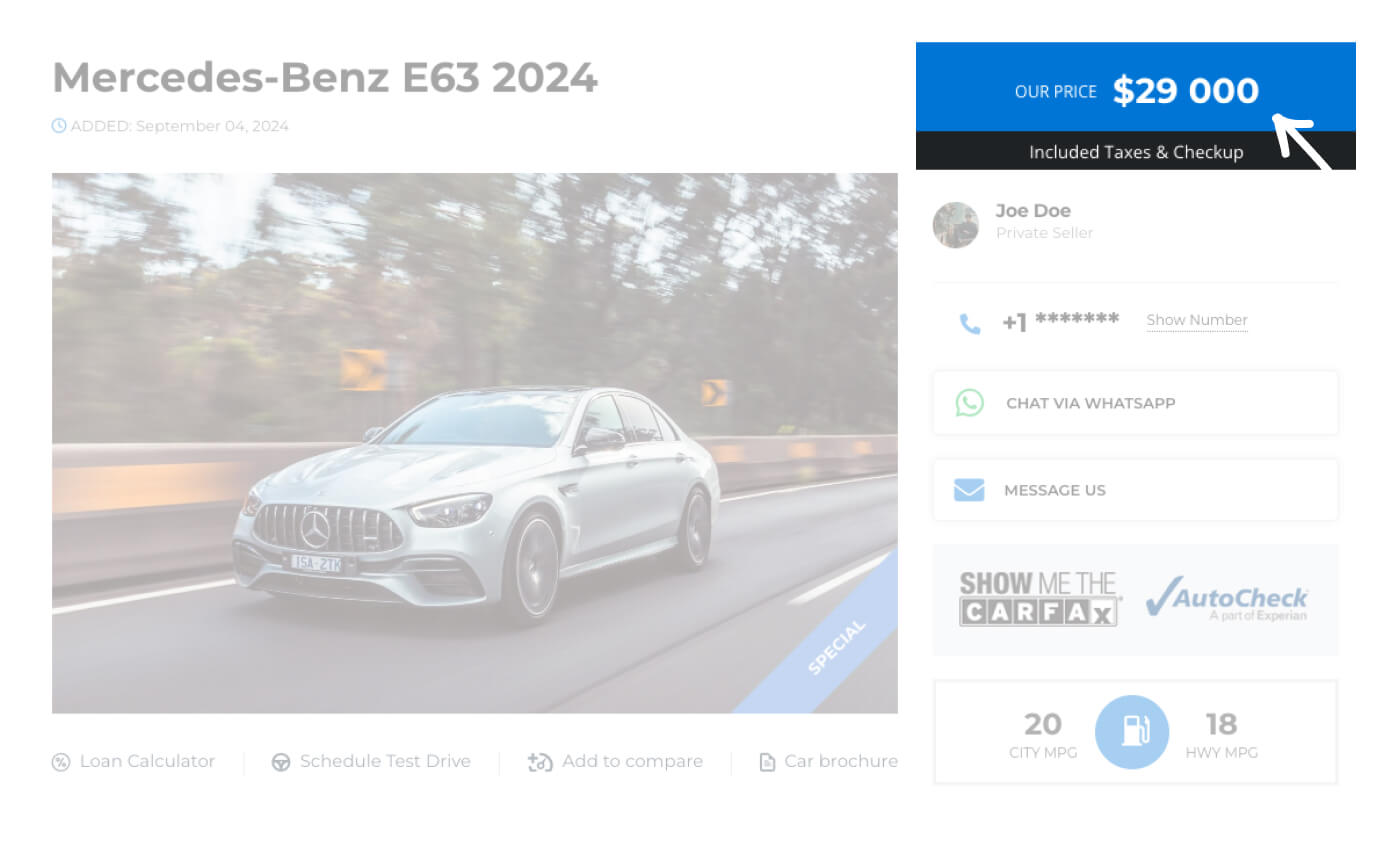 Mercedes-Benz E63 2024
ADDED: September 04, 2024
OUR PRICE $29 000
Included Taxes & Checkup
Joe Doe
Private Seller
+1 ******* Show Number
CHAT VIA WHATSAPP
MESSAGE US
SHOW ME THE
CARFAX
AutoCheck
A part of Experian
1SA-2TK
SPECIAL
20
CITY MPG
18
HWY MPG
Loan Calculator
Schedule Test Drive
Add to compare
Car brochure